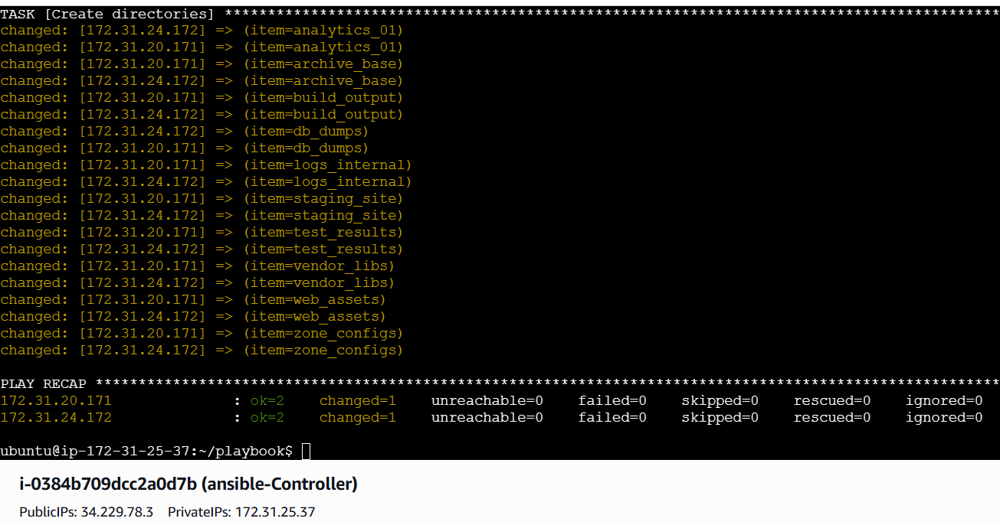 TASK [Create directories] ******************************************************************************************
changed: [172.31.24.172] => (item=analytics_01)
changed: [172.31.20.171] => (item=analytics_01)
changed: [172.31.20.171] => (item=archive_base)
changed: [172.31.24.172] => (item=archive_base)
changed: [172.31.20.171] => (item=build_output)
changed: [172.31.24.172] => (item=build_output)
changed: [172.31.24.172] => (item=db_dumps)
changed: [172.31.20.171] => (item=db_dumps)
changed: [172.31.20.171] => (item=logs_internal)
changed: [172.31.24.172] => (item=logs_internal)
changed: [172.31.20.171] => (item=staging_site)
changed: [172.31.24.172] => (item=staging_site)
changed: [172.31.20.171] => (item=test_results)
changed: [172.31.24.172] => (item=test_results)
changed: [172.31.20.171] => (item=vendor_libs)
changed: [172.31.24.172] => (item=vendor_libs)
changed: [172.31.20.171] => (item=web_assets)
changed: [172.31.24.172] => (item=web_assets)
changed: [172.31.20.171] => (item=zone_configs)
changed: [172.31.24.172] => (item=zone_configs)
PLAY RECAP *********************************************************************************************************
172.31.20.171 : ok=2 changed=1 unreachable=0 failed=0 skipped=0 rescued=0 ignored=0
172.31.24.172 : ok=2 changed=1 unreachable=0 failed=0 skipped=0 rescued=0 ignored=0
ubuntu@ip-172-31-25-37:~/playbook$
i-0384b709dcc2a0d7b (ansible-Controller)
PublicIPs: 34.229.78.3 PrivateIPs: 172.31.25.37